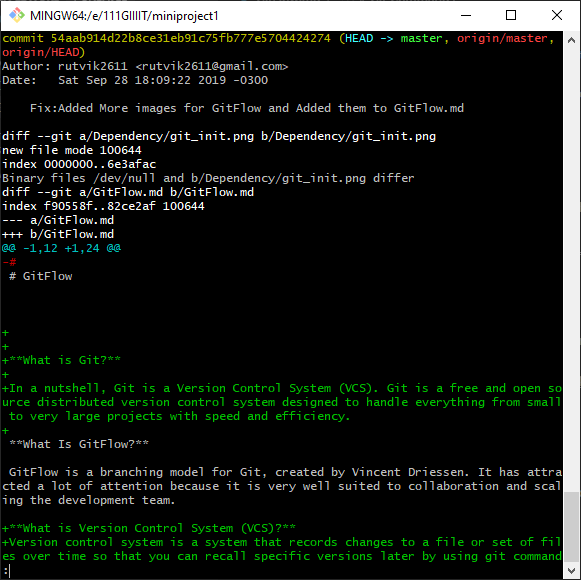 MINGW64:/e/111GIIIIT/miniproject1
commit 54aab914d22b8ce31eb91c75fb777e5704424274 (HEAD -> master, origin/master,
origin/HEAD)
Author: rutvik2611 <rutvik2611@gmail.com>
Date:   Sat Sep 28 18:09:22 2019 -0300
    Fix:Added More images for GitFlow and Added them to GitFlow.md
diff --git a/Dependency/git_init.png b/Dependency/git_init.png
new file mode 100644
index 0000000..6e3afac
Binary files /dev/null and b/Dependency/git_init.png differ
diff --git a/GitFlow.md b/GitFlow.md
index f90558f..82ce2af 100644
--- a/GitFlow.md
+++ b/GitFlow.md
@@ -1,12 +1,24 @@
-#
 # GitFlow
+
+
+**What is Git?**
+
+In a nutshell, Git is a Version Control System (VCS). Git is a free and open so
urce distributed version control system designed to handle everything from small
 to very large projects with speed and efficiency.
+
 **What Is GitFlow?**
 GitFlow is a branching model for Git, created by Vincent Driessen. It has attra
cted a lot of attention because it is very well suited to collaboration and scal
ing the development team.
+**What is Version Control System (VCS)?**
+Version control system is a system that records changes to a file or set of fil
es over time so that you can recall specific versions later by using git command
: